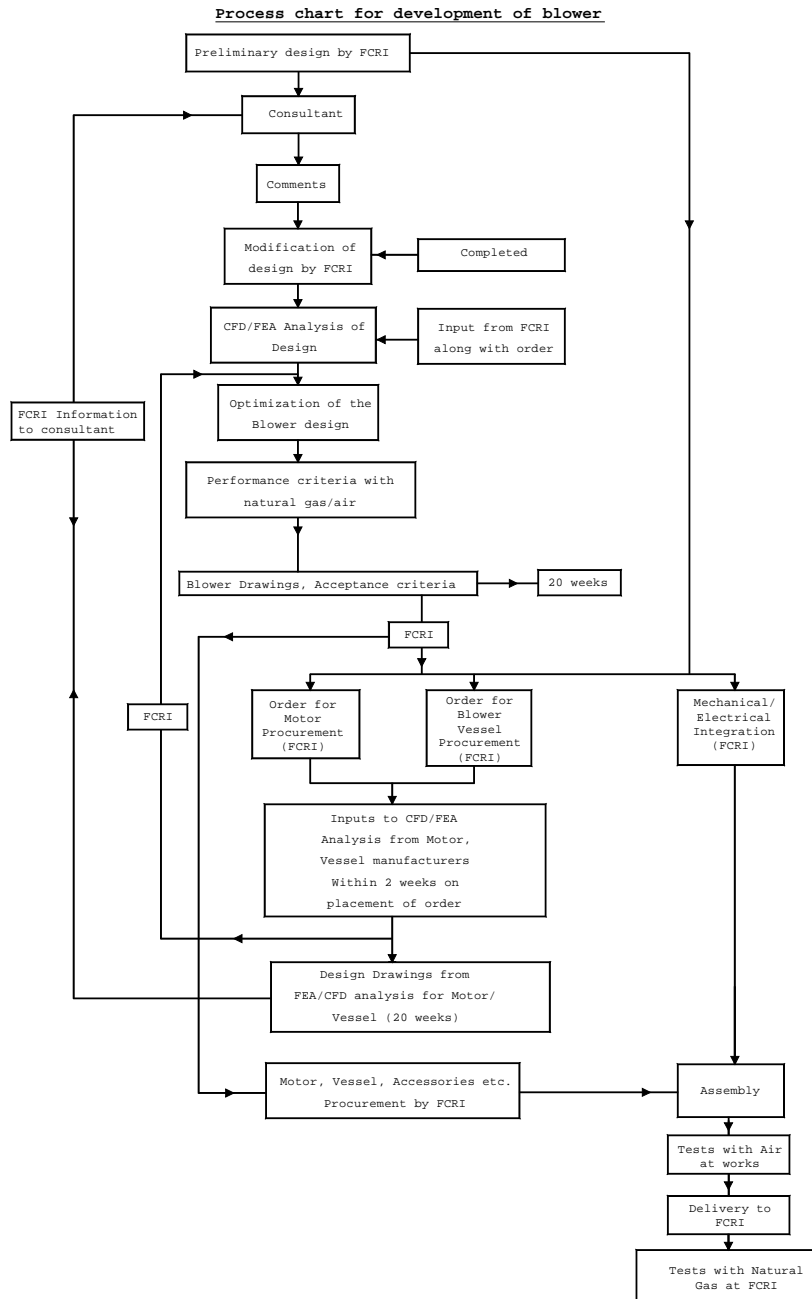 Process chart for development of blower
Preliminary design by FCRI
Consultant
Comments
Modification of
design by FCRI
Completed
CFD/FEA Analysis of
Design
Input from FCRI
along with order
FCRI Information
to consultant
Optimization of the
Blower design
Performance criteria with
natural gas/air
Blower Drawings, Acceptance criteria
20 weeks
FCRI
FCRI
Order for
Motor
Procurement
(FCRI)
Order for
Blower
Vessel
Procurement
(FCRI)
Mechanical/
Electrical
Integration
(FCRI)
Inputs to CFD/FEA
Analysis from Motor,
Vessel manufacturers
Within 2 weeks on
placement of order
Design Drawings from
FEA/CFD analysis for Motor/
Vessel (20 weeks)
Motor, Vessel, Accessories etc.
Procurement by FCRI
Assembly
Tests with Air
at works
Delivery to
FCRI
Tests with Natural
Gas at FCRI